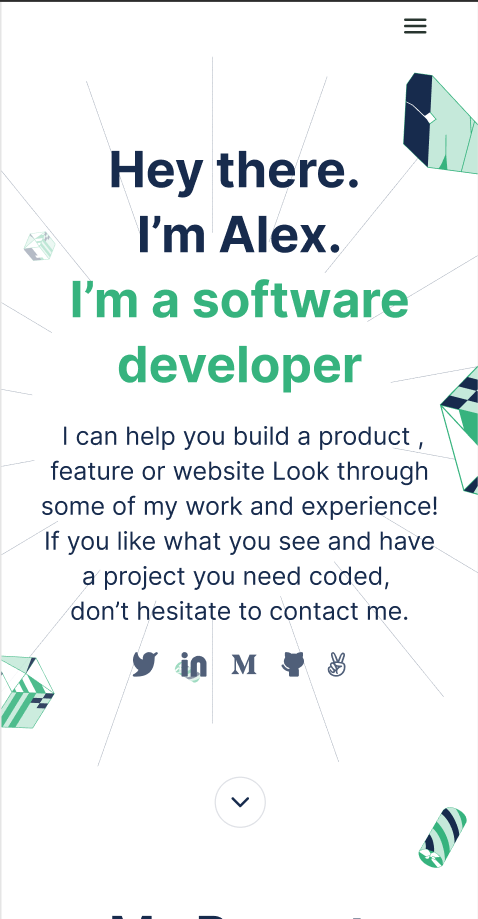 Hey there.
I’m Alex.
I’m a software
developer
I can help you build a product ,
feature or website Look through
some of my work and experience!
If you like what you see and have
a project you need coded,
don’t hesitate to contact me.